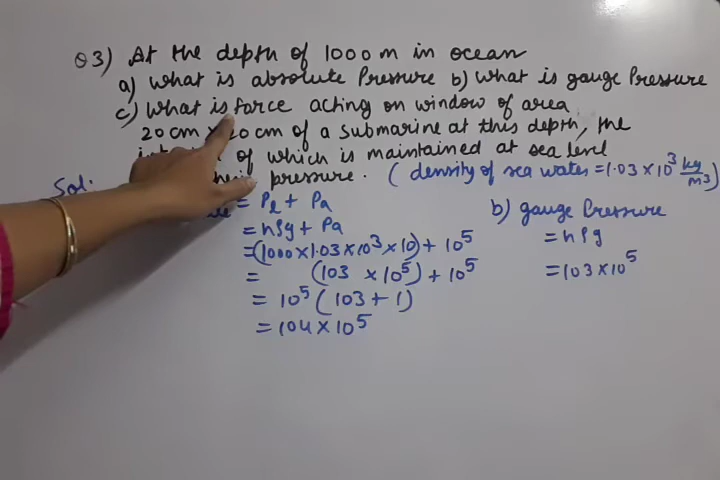 Q3) At the depth of 1000 m in ocean
a) What is absolute Pressure b) What is gauge Pressure
c) What is force acting on window of area
20 cm × 20 cm of a submarine at this depth, the
of which is maintained at sea level
pressure. ( density of sea water = 1.03 × 10³ kg/m³)
Sol:
= Pl + Pa
= hρg + Pa
= (1000 × 1.03 × 10³ × 10) + 10⁵
= (103 × 10⁵) + 10⁵
= 10⁵ ( 103 + 1)
= 104 × 10⁵
b) gauge Pressure
= hρg
= 103 × 10⁵